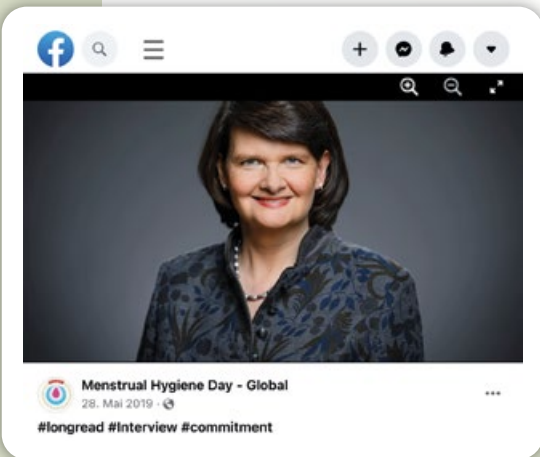 Menstrual Hygiene Day - Global
28. Mai 2019 ·
#longread #Interview #commitment